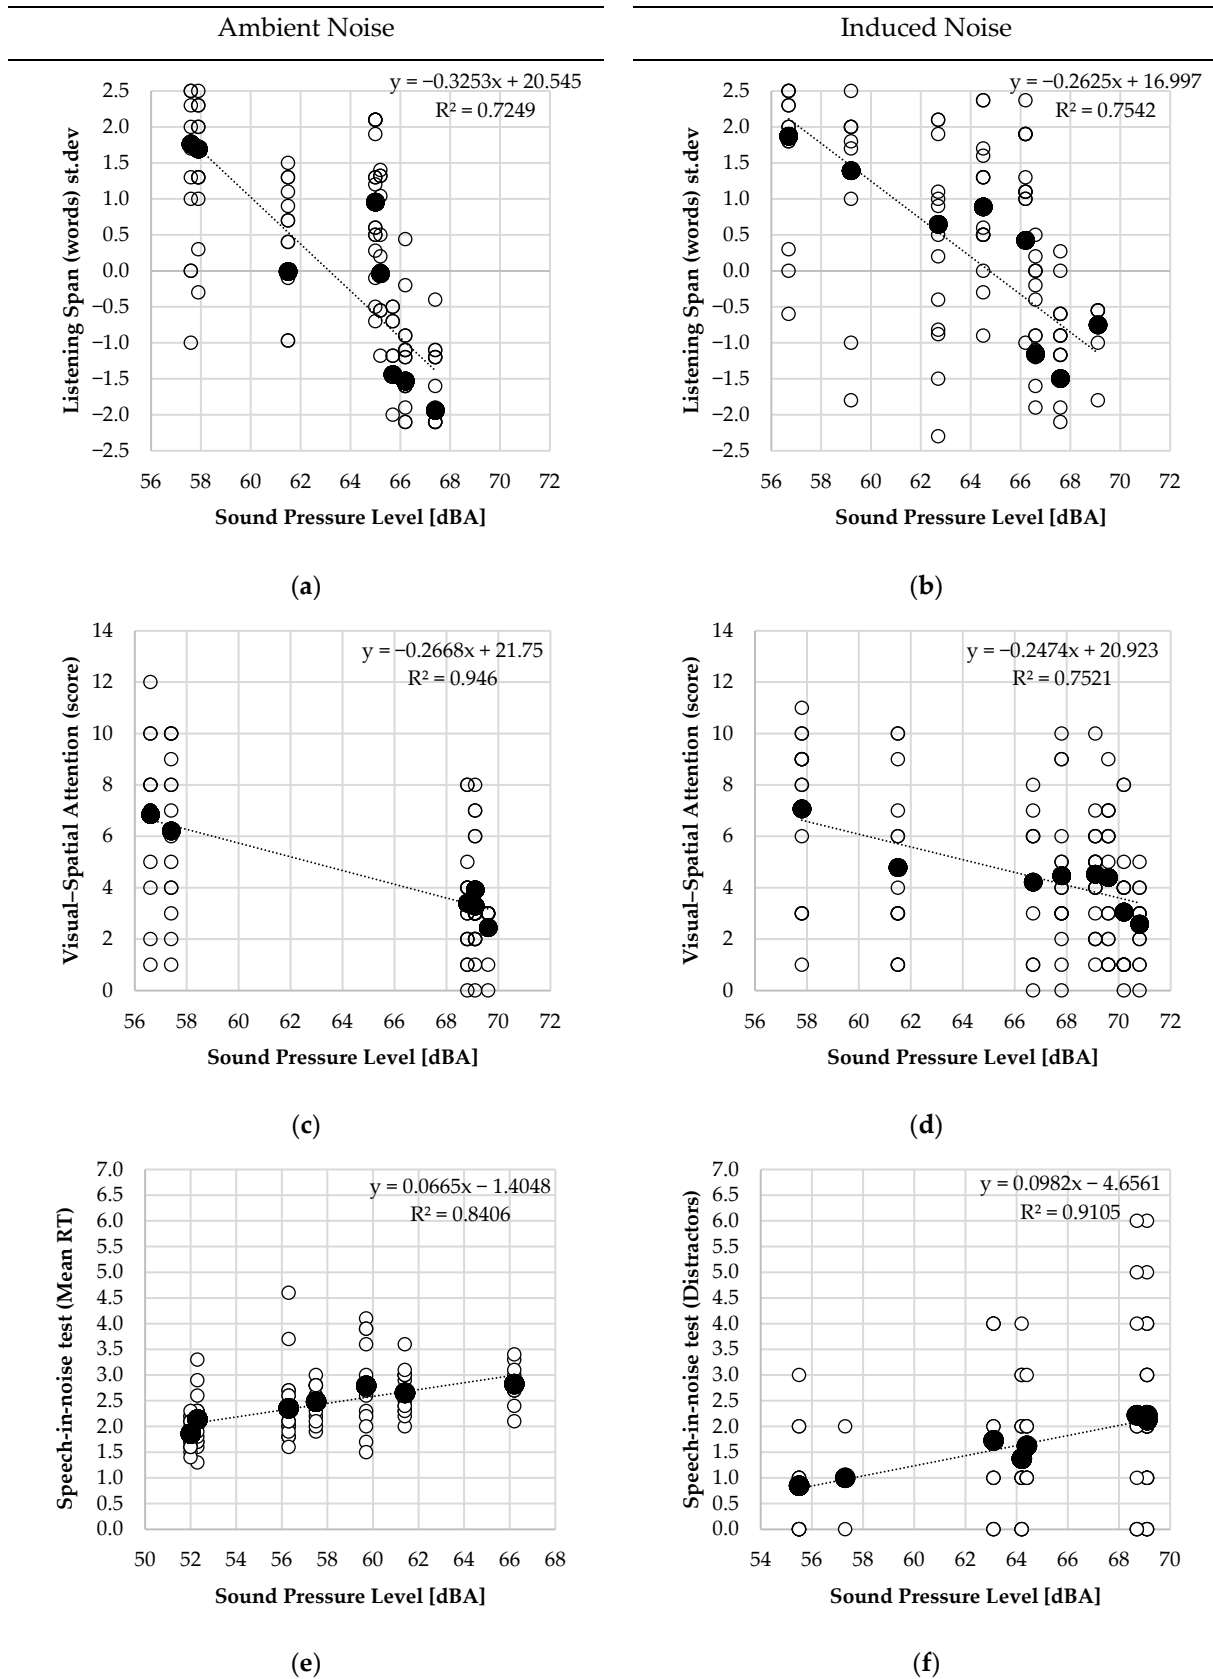 Ambient Noise
Induced Noise
y = −0.3253x + 20.545
R² = 0.7249
2.5
2.0
1.5
1.0
0.5
0.0
−0.5
−1.0
−1.5
−2.0
−2.5
Listening Span (words) st.dev
56 58 60 62 64 66 68 70 72
Sound Pressure Level [dBA]
(a)
y = −0.2625x + 16.997
R² = 0.7542
2.5
2.0
1.5
1.0
0.5
0.0
−0.5
−1.0
−1.5
−2.0
−2.5
Listening Span (words) st.dev
56 58 60 62 64 66 68 70 72
Sound Pressure Level [dBA]
(b)
y = −0.2668x + 21.75
R² = 0.946
14
12
10
8
6
4
2
0
Visual–Spatial Attention (score)
56 58 60 62 64 66 68 70 72
Sound Pressure Level [dBA]
(c)
y = −0.2474x + 20.923
R² = 0.7521
14
12
10
8
6
4
2
0
Visual–Spatial Attention (score)
56 58 60 62 64 66 68 70 72
Sound Pressure Level [dBA]
(d)
y = 0.0665x − 1.4048
R² = 0.8406
7.0
6.5
6.0
5.5
5.0
4.5
4.0
3.5
3.0
2.5
2.0
1.5
1.0
0.5
0.0
Speech-in-noise test (Mean RT)
50 52 54 56 58 60 62 64 66 68
Sound Pressure Level [dBA]
(e)
y = 0.0982x − 4.6561
R² = 0.9105
7.0
6.5
6.0
5.5
5.0
4.5
4.0
3.5
3.0
2.5
2.0
1.5
1.0
0.5
0.0
Speech-in-noise test (Distractors)
54 56 58 60 62 64 66 68 70
Sound Pressure Level [dBA]
(f)